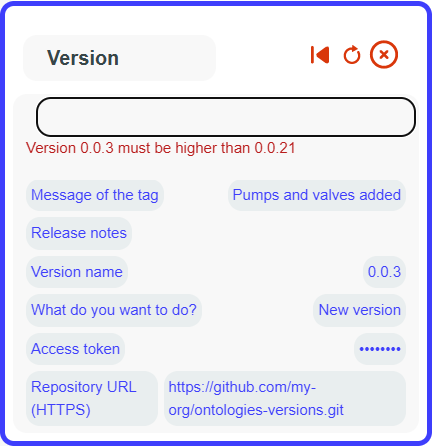 Version
Version 0.0.3 must be higher than 0.0.21
Message of the tag
Pumps and valves added
Release notes
Version name
0.0.3
What do you want to do?
New version
Access token
••••••••
Repository URL
(HTTPS)
https://github.com/my-
org/ontologies-versions.git